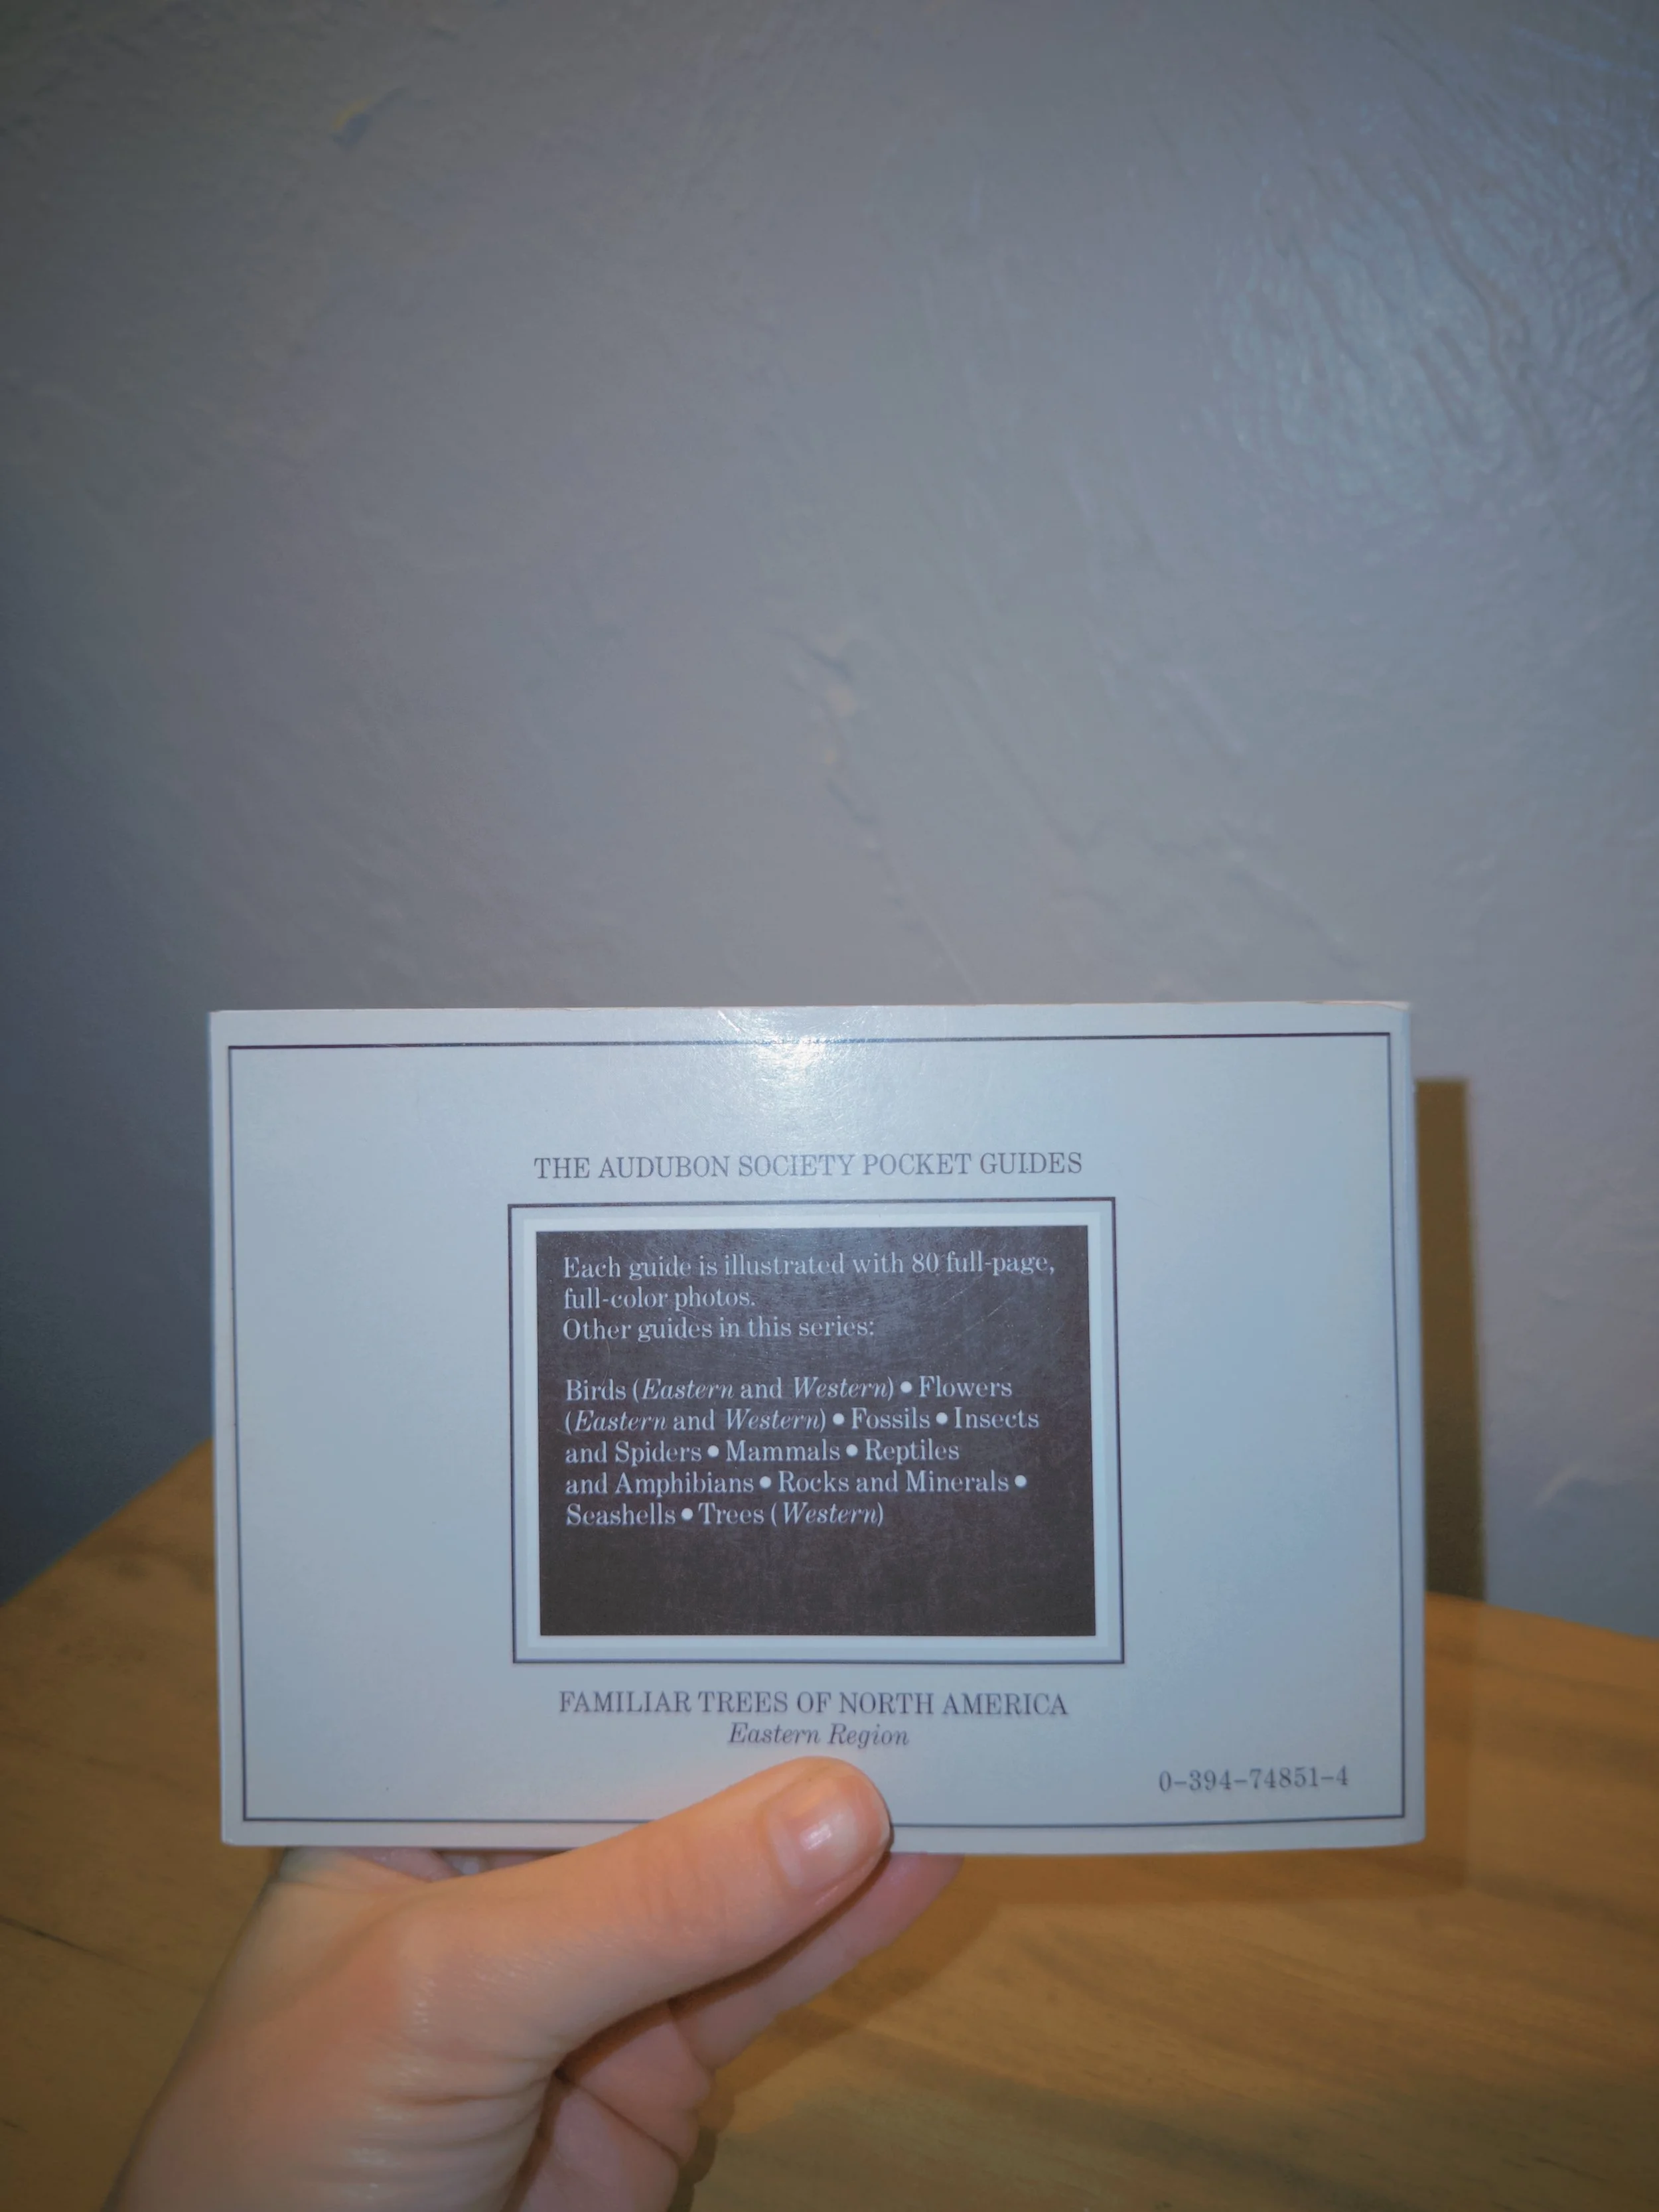 THE AUDUBON SOCIETY POCKET GUIDES
Each guide is illustrated with 80 full-page,
full-color photos.
Other guides in this series:
Birds (Eastern and Western) • Flowers
(Eastern and Western) • Fossils • Insects
and Spiders • Mammals • Reptiles
and Amphibians • Rocks and Minerals •
Seashells • Trees (Western)
FAMILIAR TREES OF NORTH AMERICA
Eastern Region
0-394-74851-4